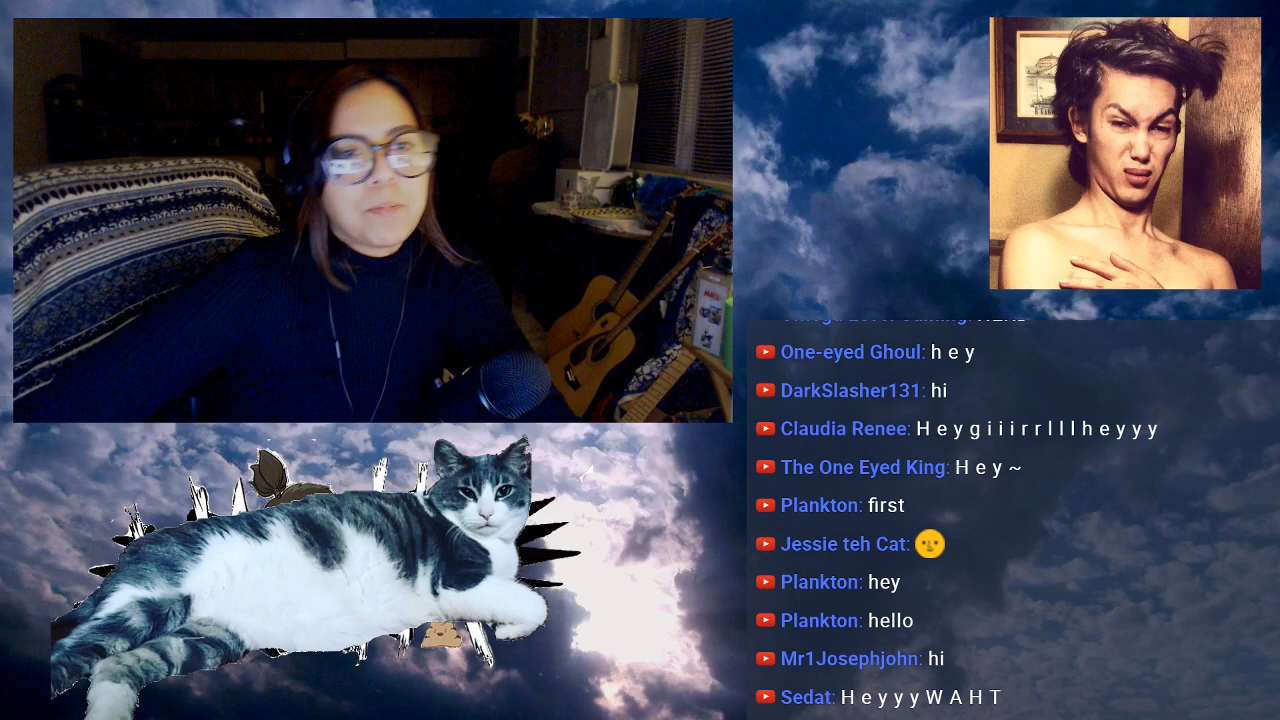 One-eyed Ghoul: h e y
DarkSlasher131: hi
Claudia Renee: H e y g i i i r r l l l h e y y y
The One Eyed King: H e y ~
Plankton: first
Jessie teh Cat:
Plankton: hey
Plankton: hello
Mr1Josephjohn: hi
Sedat: H e y y y W A H T